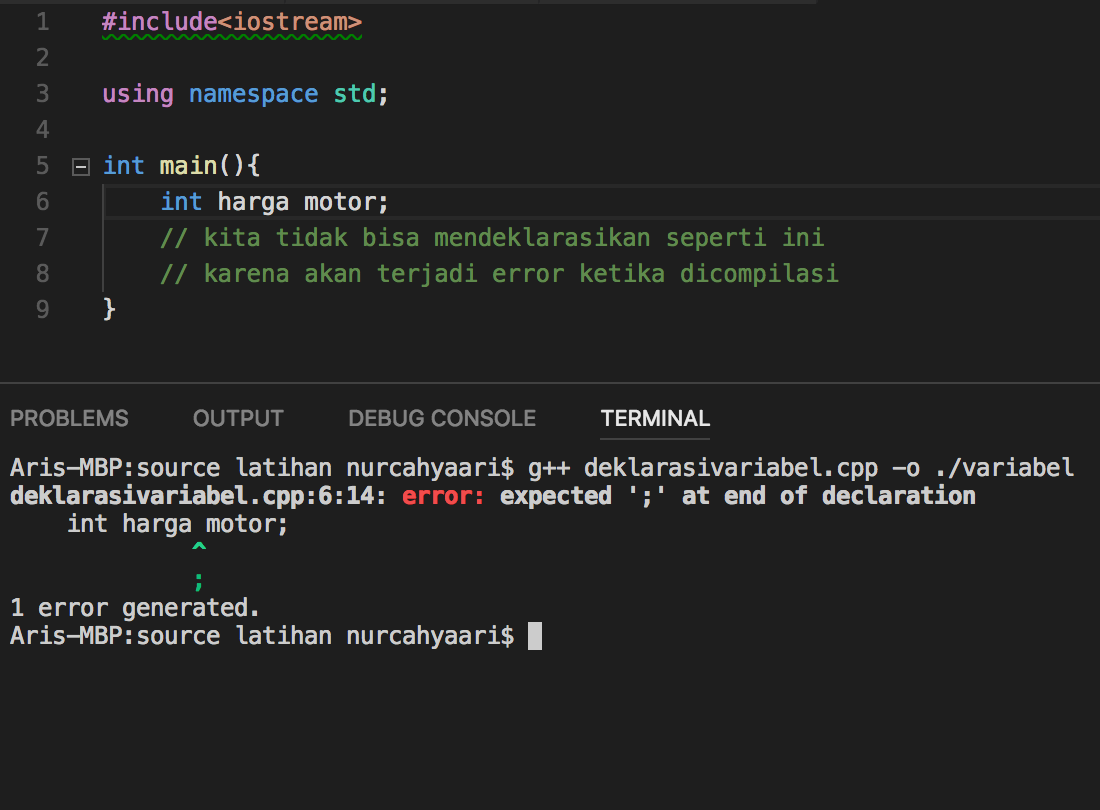 1 #include<iostream>
2
3 using namespace std;
4
5 int main(){
6     int harga motor;
7     // kita tidak bisa mendeklarasikan seperti ini
8     // karena akan terjadi error ketika dicompilasi
9 }
PROBLEMS OUTPUT DEBUG CONSOLE TERMINAL
Aris-MBP:source latihan nurcahyaari$ g++ deklarasivariabel.cpp -o ./variabel
deklarasivariabel.cpp:6:14: error: expected ';' at end of declaration
    int harga motor;
             ^
             ;
1 error generated.
Aris-MBP:source latihan nurcahyaari$